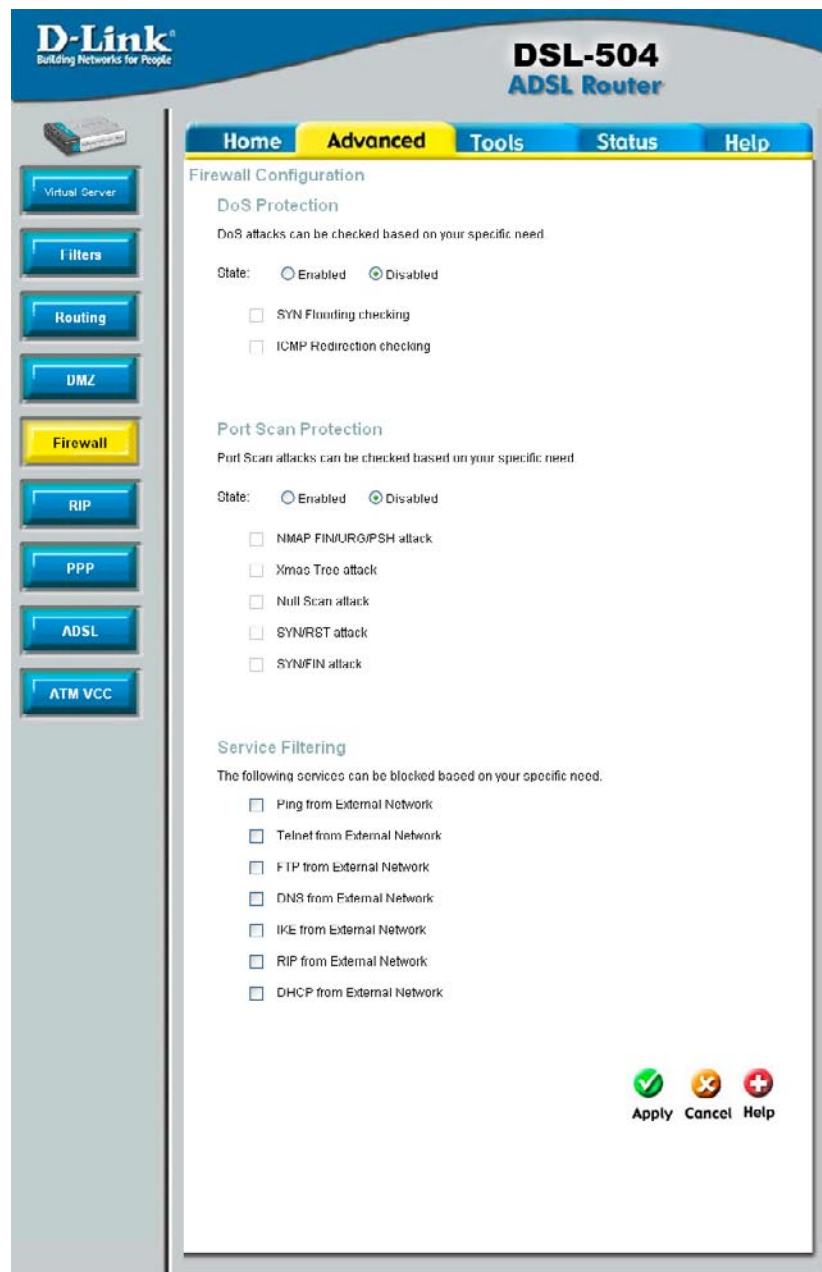 D-Link®
Building Networks for People
DSL-504
ADSL Router
Home Advanced Tools Status Help
Virtual Server
Filters
Routing
DMZ
Firewall
RIP
PPP
ADSL
ATM VCC
Firewall Configuration
DoS Protection
DoS attacks can be checked based on your specific need.
State: Enabled Disabled
SYN Flooding checking
ICMP Redirection checking
Port Scan Protection
Port Scan attacks can be checked based on your specific need.
State: Enabled Disabled
NMAP FIN/URG/PSH attack
Xmas Tree attack
Null Scan attack
SYN/RST attack
SYN/FIN attack
Service Filtering
The following services can be blocked based on your specific need.
Ping from External Network
Telnet from External Network
FTP from External Network
DNS from External Network
IKE from External Network
RIP from External Network
DHCP from External Network
Apply Cancel Help